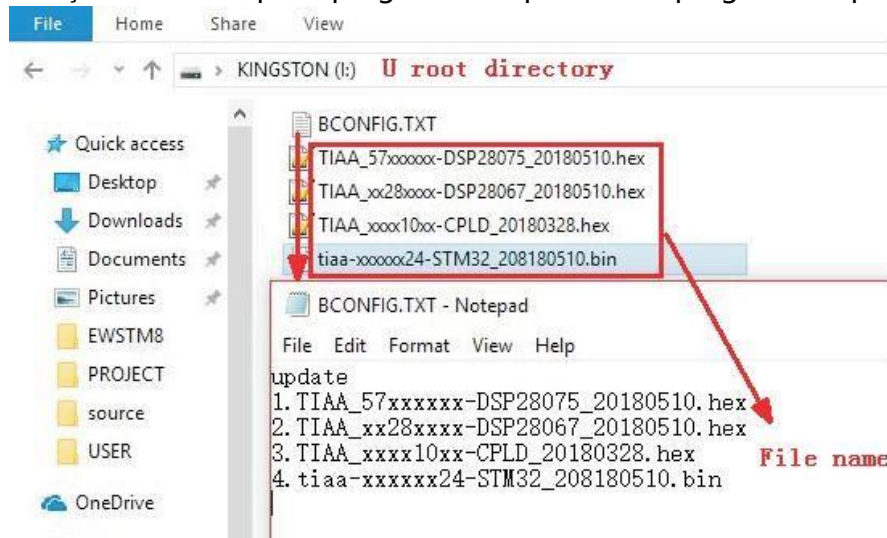 File Home Share View
KINGSTON (I:) U root directory
BCONFIG.TXT
Quick access
TIAA_57xxxxxx-DSP28075_20180510.hex
Desktop
TIAA_xx28xxxx-DSP28067_20180510.hex
Downloads
TIAA_xxxx10xx-CPLD_20180328.hex
Documents
tiaa-xxxxxx24-STM32_208180510.bin
Pictures
BCONFIG.TXT - Notepad
EWSTM8
File Edit Format View Help
PROJECT
update
1.TIAA_57xxxxxx-DSP28075_20180510.hex
source
2.TIAA_xx28xxxx-DSP28067_20180510.hex
USER
3.TIAA_xxxx10xx-CPLD_20180328.hex
File name
4.tiaa-xxxxxx24-STM32_208180510.bin
OneDrive